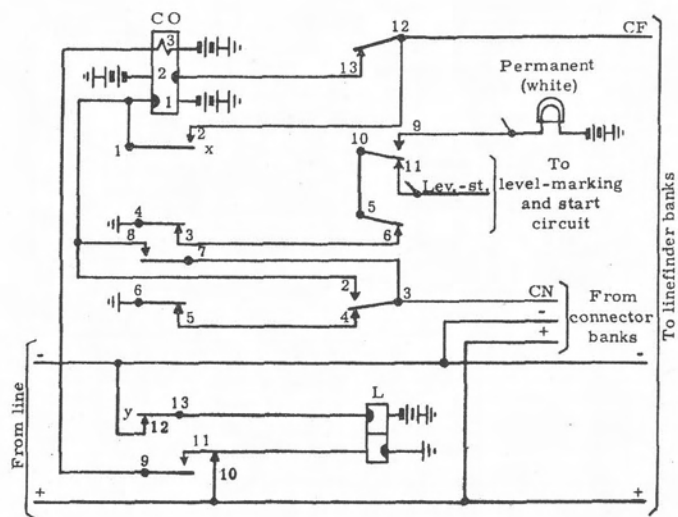 CO
3
2
1
12
CF
13
Permanent
(white)
2
1
x
9
10
11
Lev.-st.
To
level-marking
and start
circuit
5
6
4
3
8
7
2
3
4
6
5
CN
-
+
From
connector
banks
To linefinder banks
From line
-
-
y
13
12
L
11
9
10
+
+